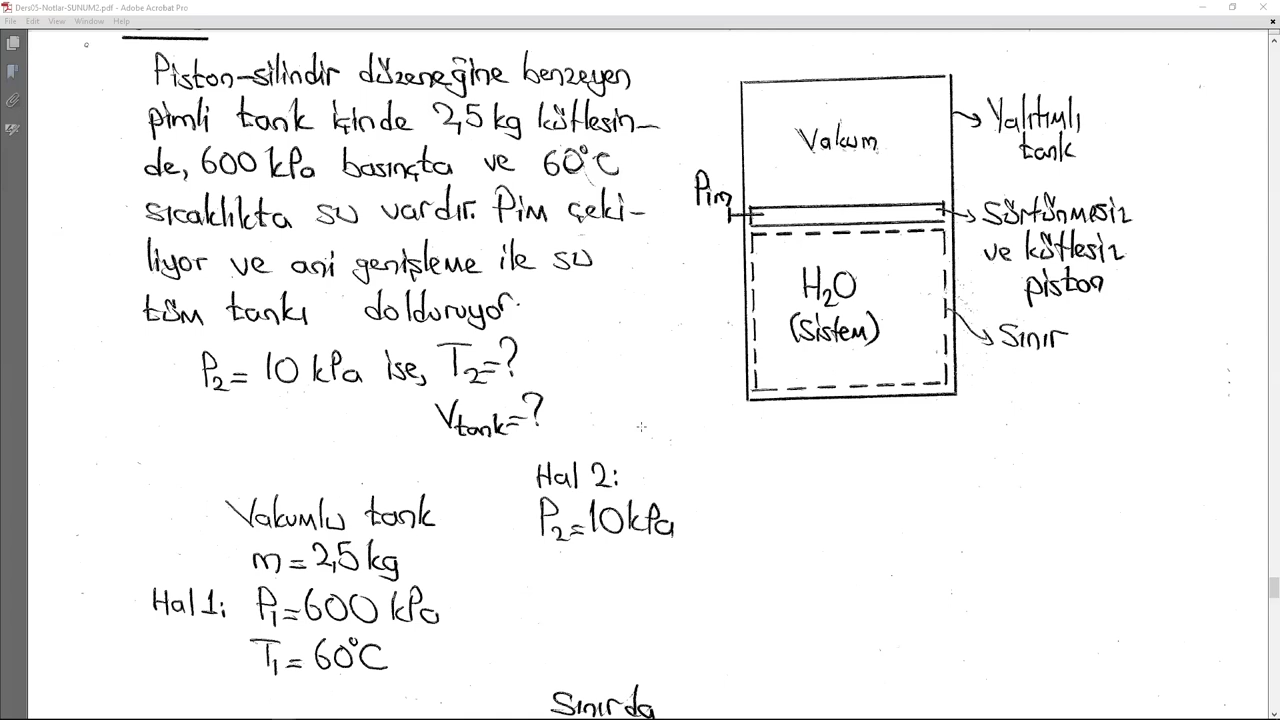 Ders05-Notlar-SUNUM2.pdf - Adobe Acrobat Pro
File Edit View Window Help
Piston-silindir düzeneğine benzeyen
pimli tank içinde 2,5 kg kütlesin-
de, 600 kPa basınçta ve 60°C
sıcaklıkta su vardır. Pim çeki-
liyor ve ani genişleme ile su
tüm tankı dolduruyor.
P2 = 10 kPa ise, T2 = ?
Vtank = ?
Vakum
Yalıtımlı
tank
Pim
Sürtünmesiz
ve kütlesiz
piston
H2O
(Sistem)
Sınır
Vakumlu tank
m = 2,5 kg
Hal 1: P1 = 600 kPa
T1 = 60°C
Hal 2:
P2 = 10 kPa
Sınırda